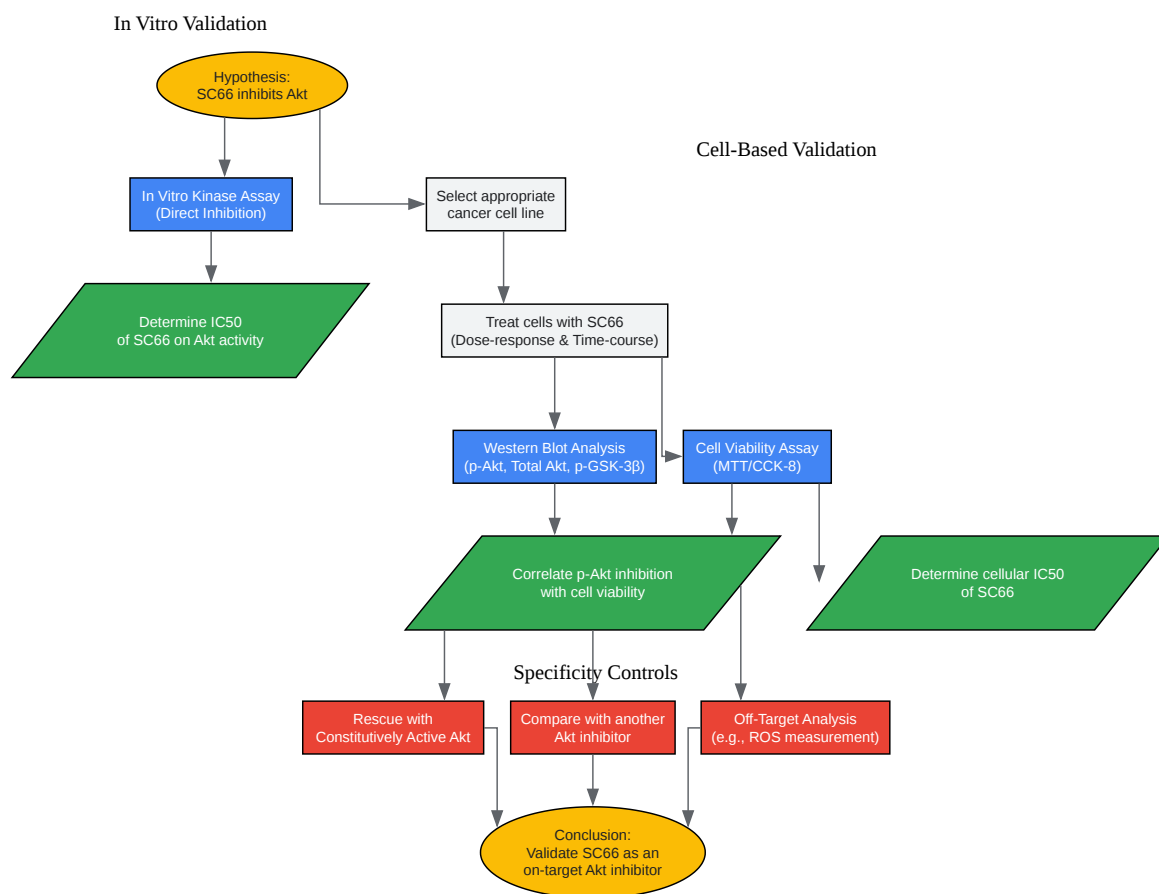 In Vitro Validation
Hypothesis:
SC66 inhibits Akt
Cell-Based Validation
In Vitro Kinase Assay
(Direct Inhibition)
Select appropriate
cancer cell line
Determine IC50
of SC66 on Akt activity
Treat cells with SC66
(Dose-response & Time-course)
Western Blot Analysis
(p-Akt, Total Akt, p-GSK-3β)
Cell Viability Assay
(MTT/CCK-8)
Correlate p-Akt inhibition
with cell viability
Determine cellular IC50
of SC66
Specificity Controls
Rescue with
Constitutively Active Akt
Compare with another
Akt inhibitor
Off-Target Analysis
(e.g., ROS measurement)
Conclusion:
Validate SC66 as an
on-target Akt inhibitor